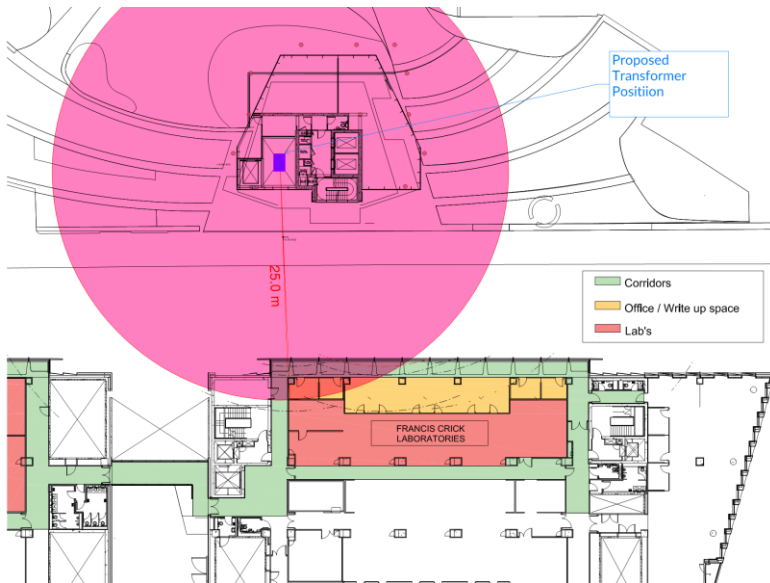 Proposed
Transformer
Positiion
25.0 m
Corridors
Office / Write up space
Lab's
FRANCIS CRICK
LABORATORIES